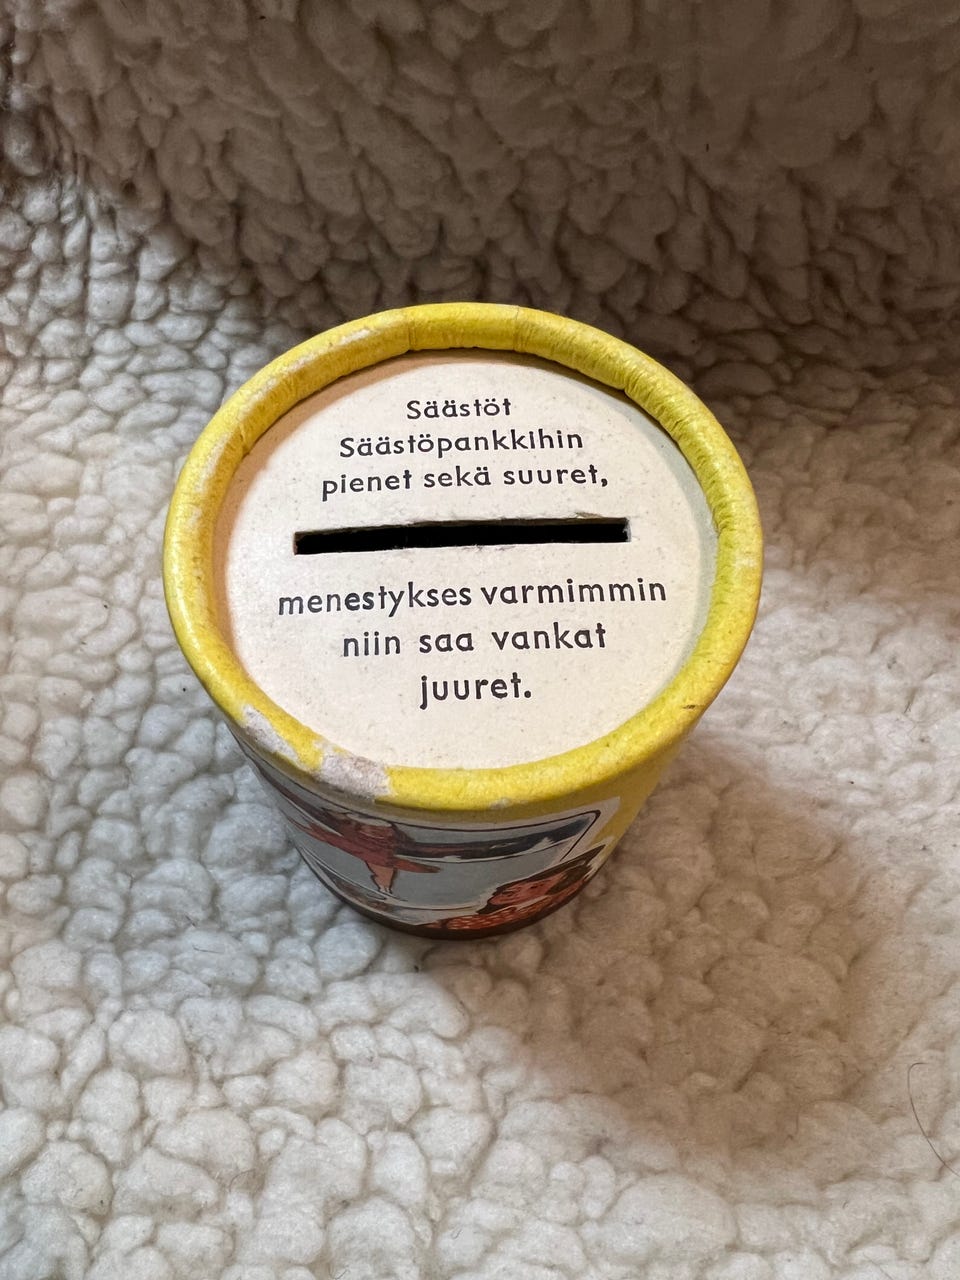 Säästöt
Säästöpankkihin
pienet sekä suuret,
menestykses varmimmin
niin saa vankat
juuret.